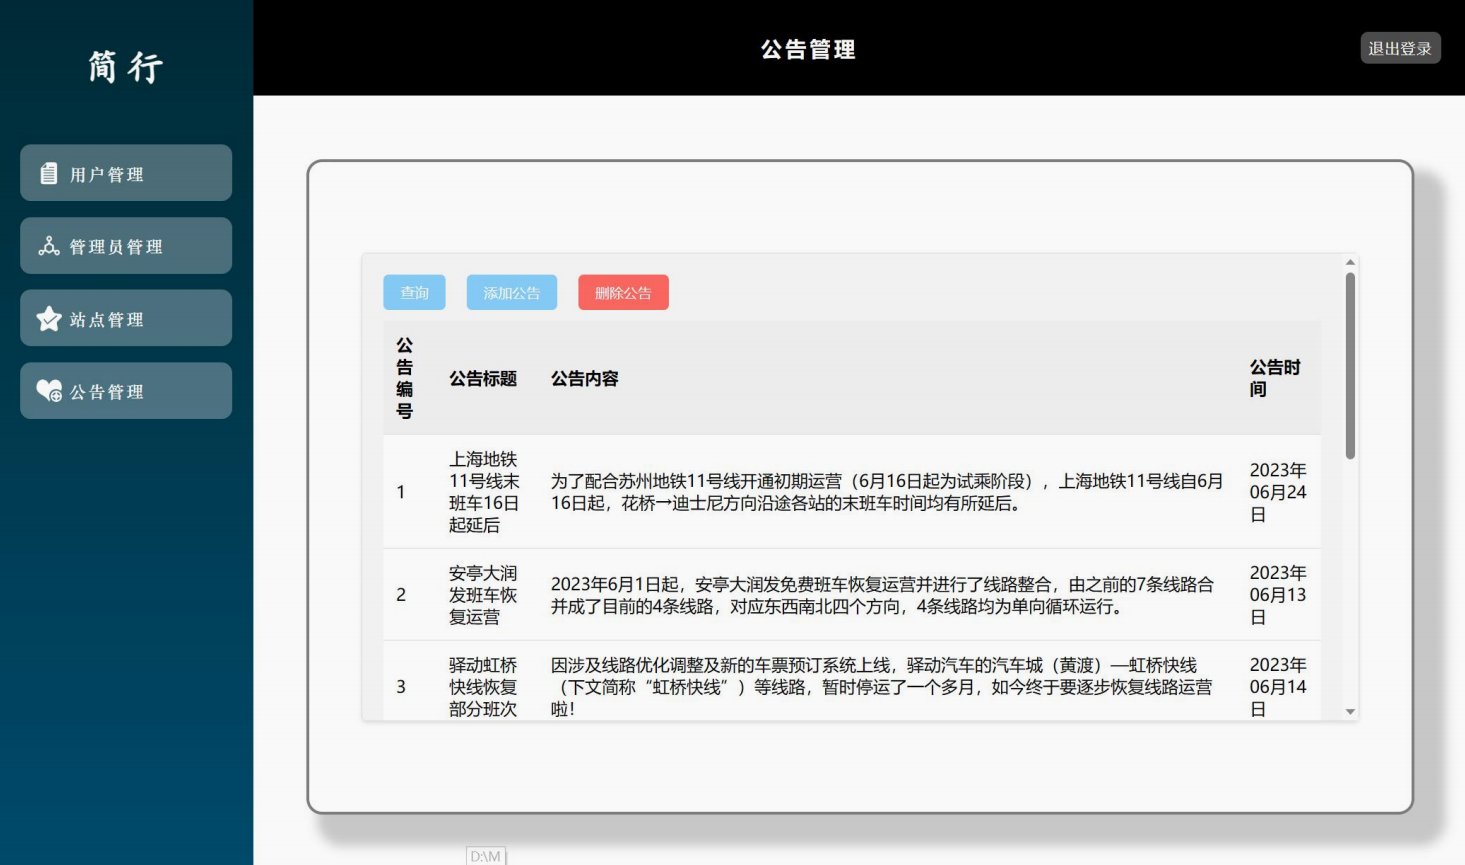 简行
公告管理
退出登录
用户管理
管理员管理
站点管理
公告管理
查询
添加公告
删除公告
公
告
编
号
公告标题
公告内容
公告时
间
1
上海地铁
11号线末
班车16日
起延后
为了配合苏州地铁11号线开通初期运营（6月16日起为试乘阶段），上海地铁11号线自6月
16日起，花桥→迪士尼方向沿途各站的末班车时间均有所延后。
2023年
06月24
日
2
安亭大润
发班车恢
复运营
2023年6月1日起，安亭大润发免费班车恢复运营并进行了线路整合，由之前的7条线路合
并成了目前的4条线路，对应东西南北四个方向，4条线路均为单向循环运行。
2023年
06月13
日
3
驿动虹桥
快线恢复
部分班次
因涉及线路优化调整及新的车票预订系统上线，驿动汽车的汽车城（黄渡）—虹桥快线
（下文简称“虹桥快线”）等线路，暂时停运了一个多月，如今终于要逐步恢复线路运营
啦！
2023年
06月14
日
D:\M